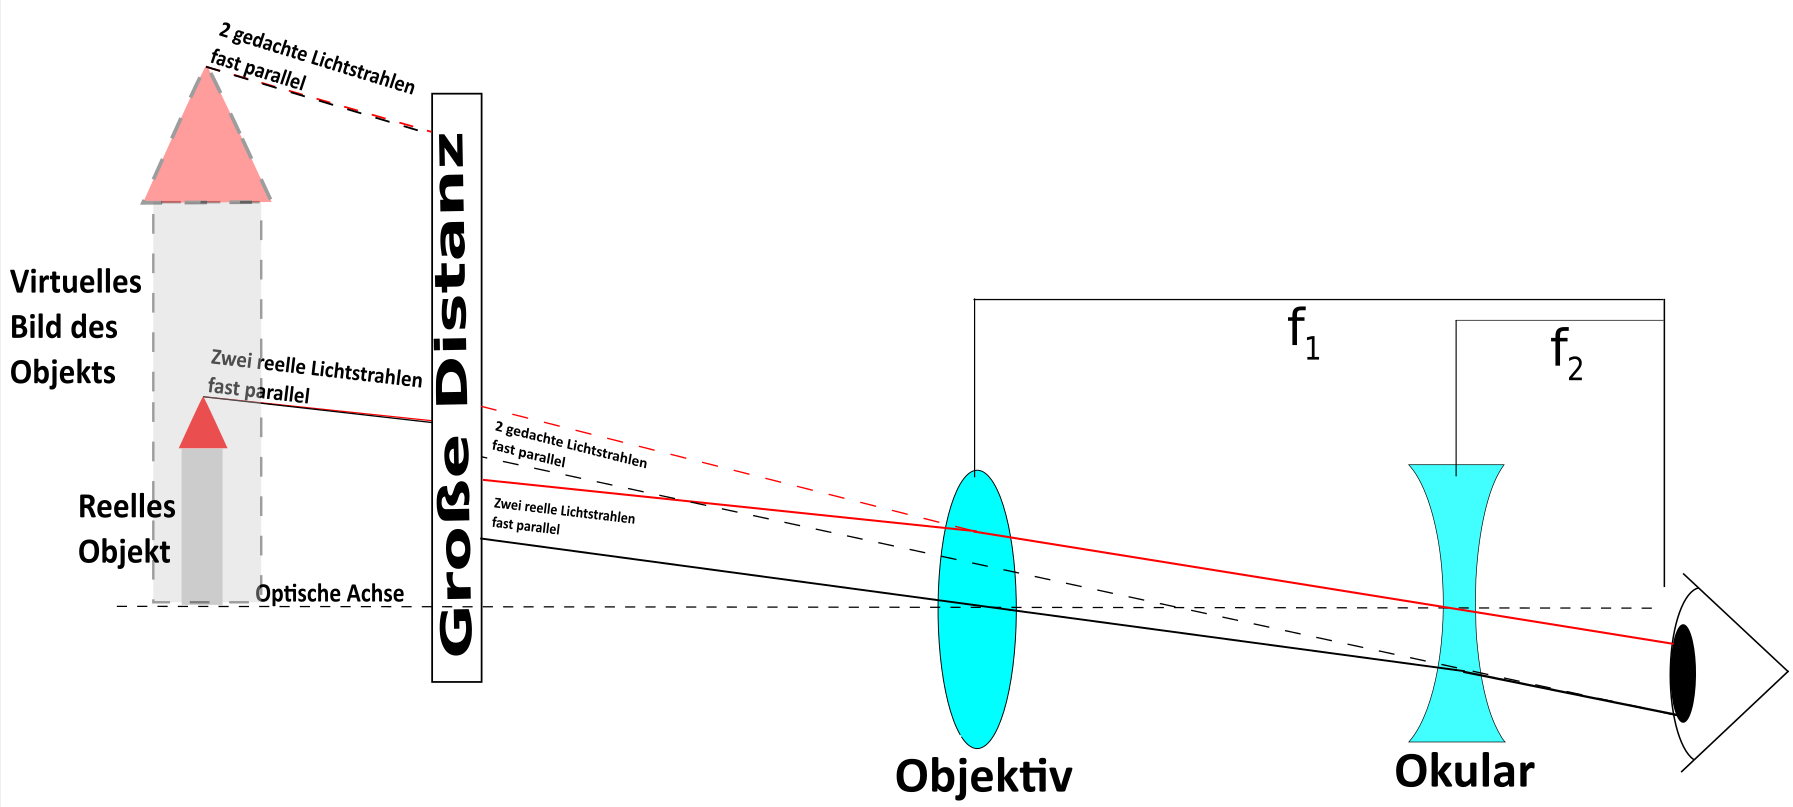 2 gedachte Lichtstrahlen
fast parallel
Große Distanz
Virtuelles
Bild des
Objekts
f1
f2
Zwei reelle Lichtstrahlen
fast parallel
2 gedachte Lichtstrahlen
fast parallel
Reelles
Objekt
Zwei reelle Lichtstrahlen
fast parallel
Optische Achse
Objektiv
Okular